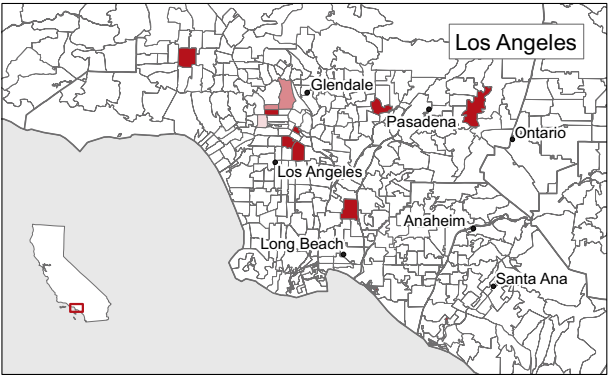 Los Angeles
Glendale
Pasadena
Ontario
Los Angeles
Anaheim
Long Beach
Santa Ana